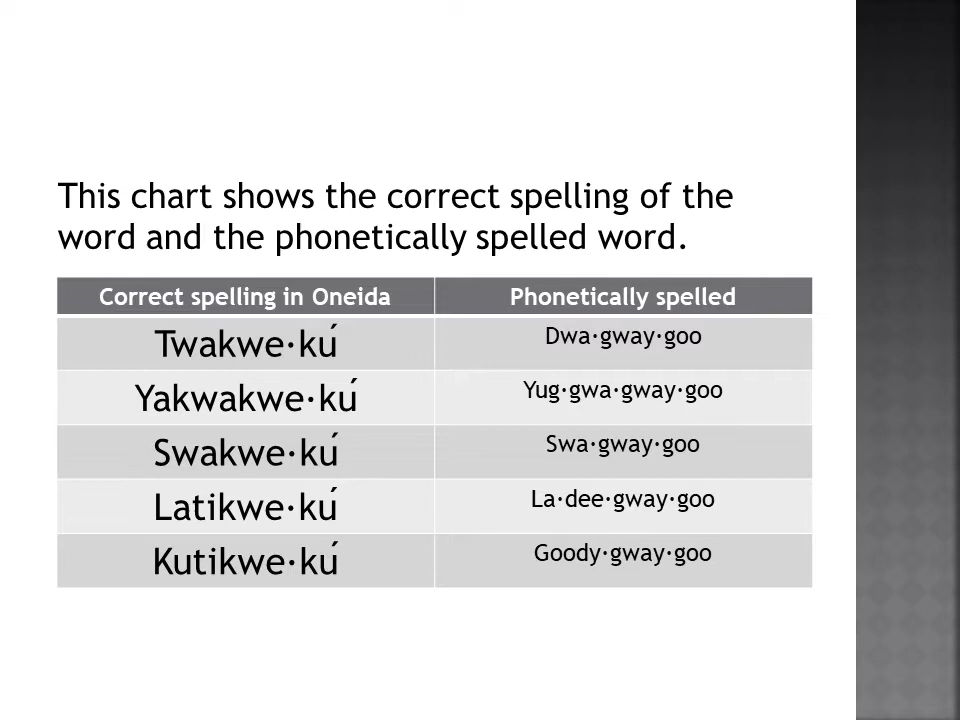 This chart shows the correct spelling of the
word and the phonetically spelled word.
Correct spelling in Oneida Phonetically spelled
Twakwe·kú Dwa·gway·goo
Yakwakwe·kú Yug·gwa·gway·goo
Swakwe·kú Swa·gway·goo
Latikwe·kú La·dee·gway·goo
Kutikwe·kú Goody·gway·goo